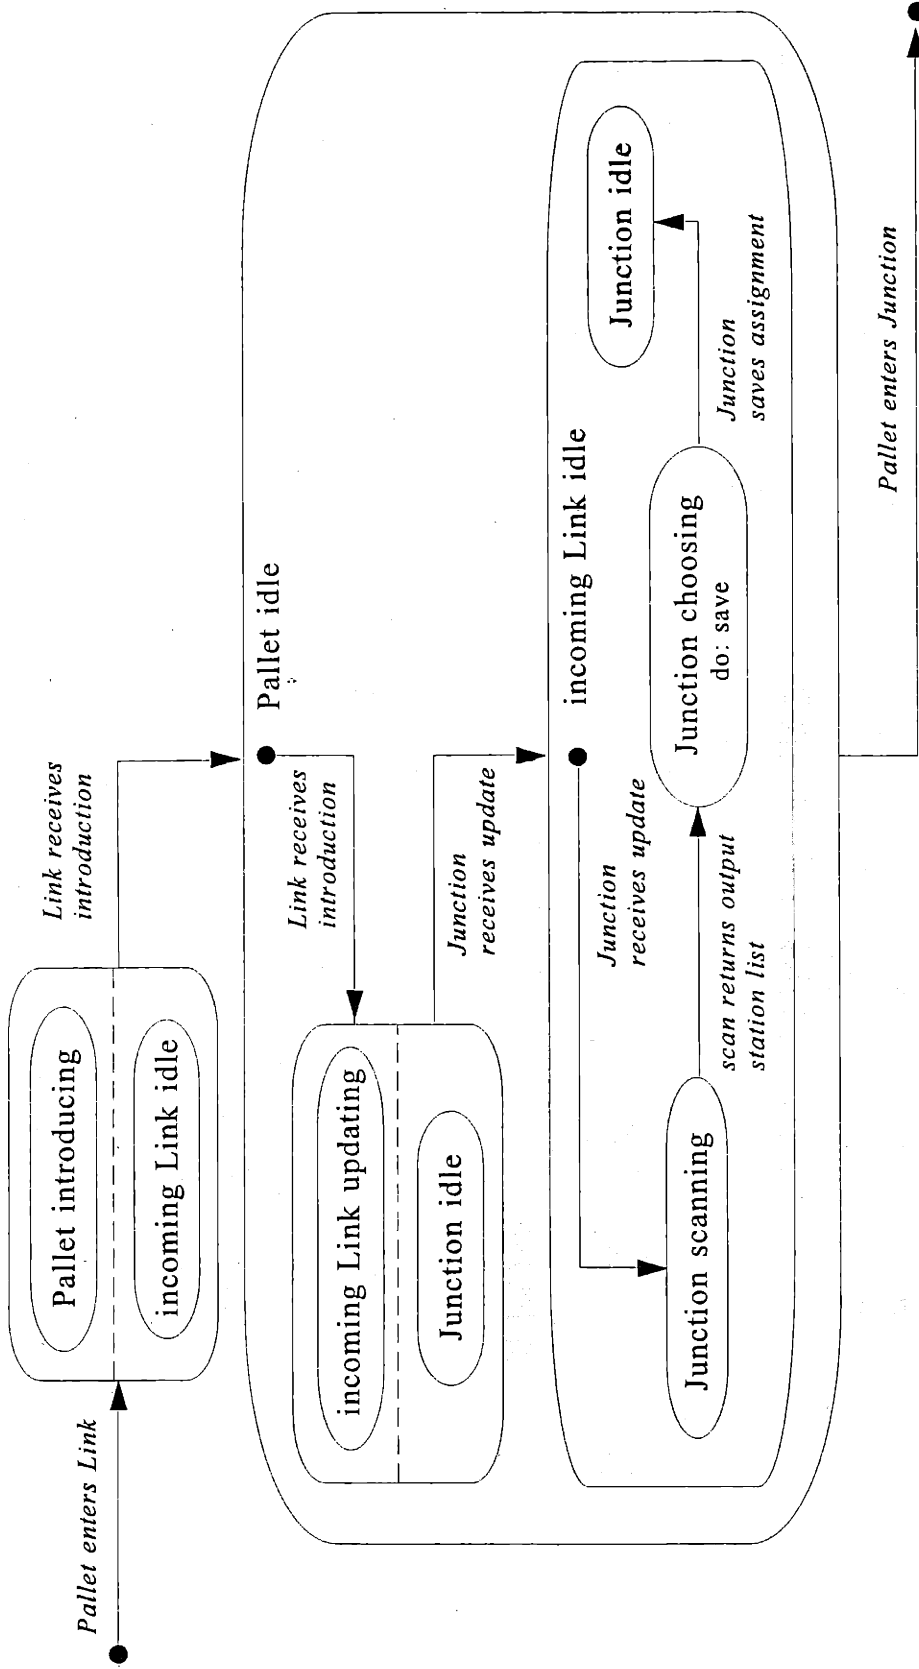 Pallet enters Link
Pallet introducing
incoming Link idle
Link receives
introduction
Pallet idle
Link receives
introduction
incoming Link updating
Junction idle
Junction
receives update
incoming Link idle
Junction
receives update
Junction scanning
scan returns output
station list
Junction choosing
do: save
Junction
saves assignment
Junction idle
Pallet enters Junction